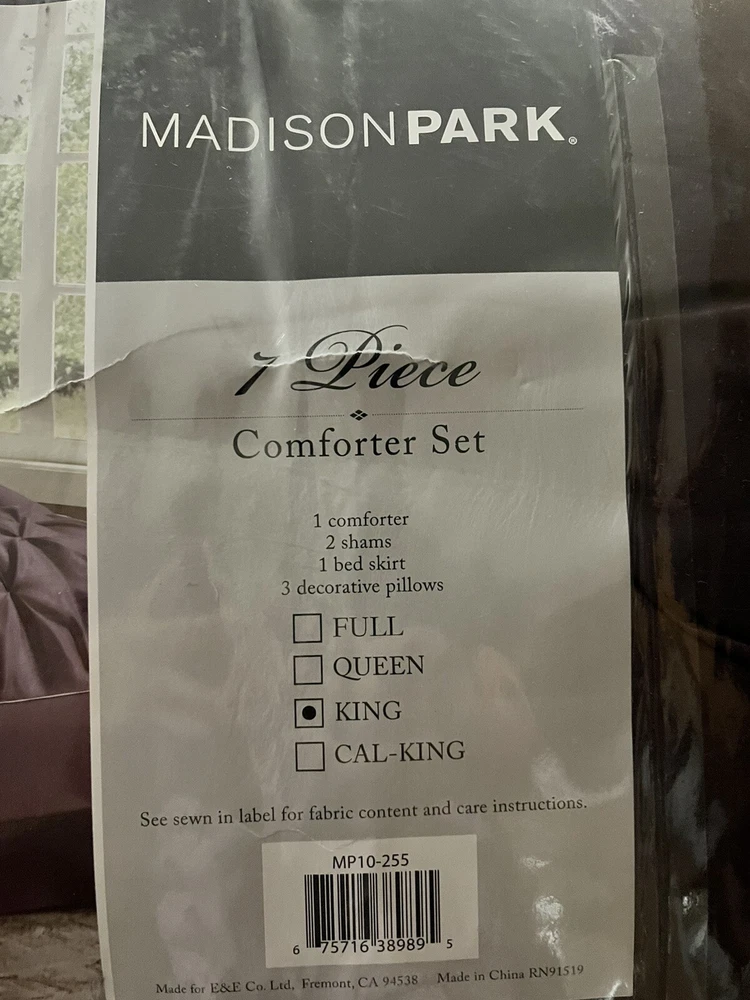 MADISONPARK®
7 Piece
Comforter Set
1 comforter
2 shams
1 bed skirt
3 decorative pillows
FULL
QUEEN
KING
CAL-KING
See sewn in label for fabric content and care instructions.
MP10-255
6 75716 38989 5
Made for E&E Co. Ltd, Fremont, CA 94538 Made in China RN91519